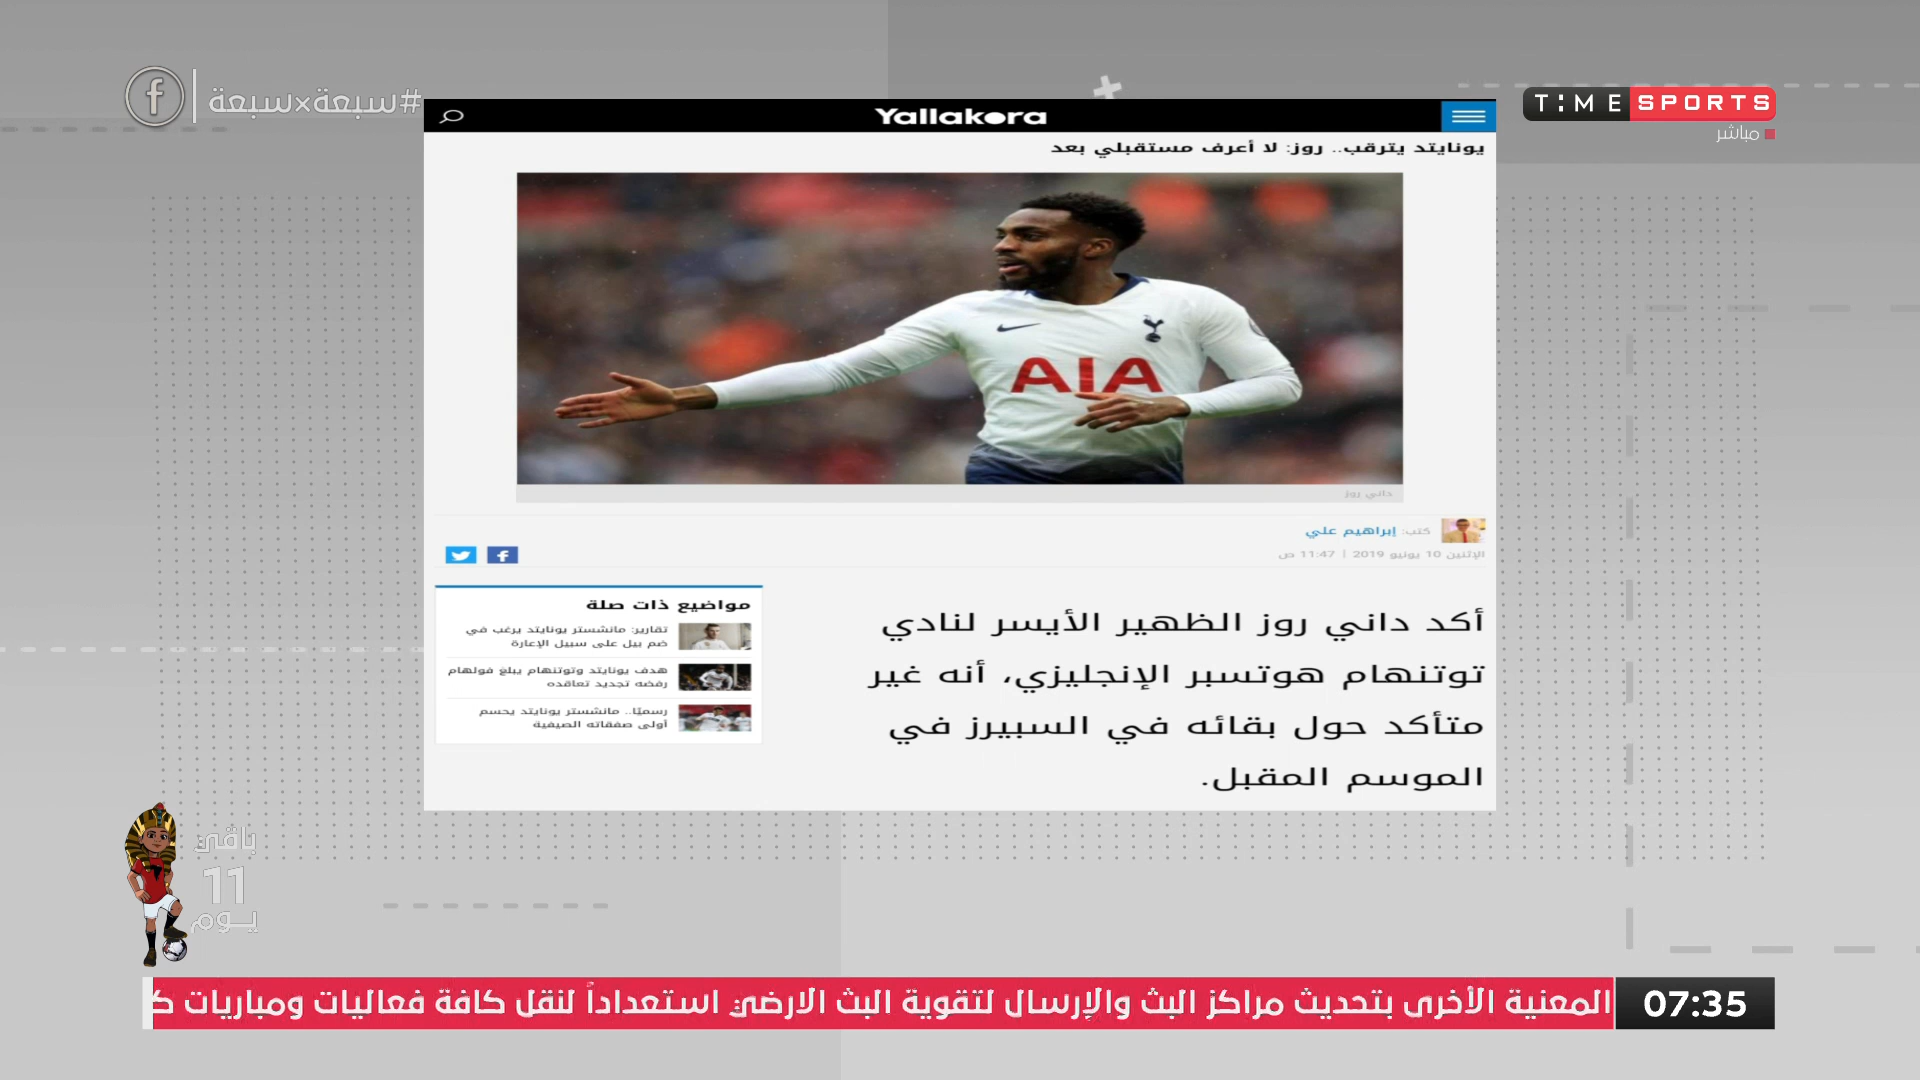 #سبعة×سبعة
TIME SPORTS
مباشر
Yallakora
يونايتد يترقب.. روز: لا أعرف مستقبلي بعد
AIA
داني روز
كتب: إبراهيم علي
الإثنين 10 يونيو 2019 | 11:47 ص
أكد داني روز الظهير الأيسر لنادي
توتنهام هوتسبر الإنجليزي، أنه غير
متأكد حول بقائه في السبيرز في
الموسم المقبل.
مواضيع ذات صلة
تقارير: مانشستر يونايتد يرغب في
ضم بيل على سبيل الإعارة
هدف يونايتد وتوتنهام يبلغ فولهام
رفضه تجديد تعاقده
رسميًا.. مانشستر يونايتد يحسم
أولى صفقاته الصيفية
باقي
11
يوم
المعنية الأخرى بتحديث مراكز البث والإرسال لتقوية البث الارضي استعداداً لنقل كافة فعاليات ومباريات ك
07:35